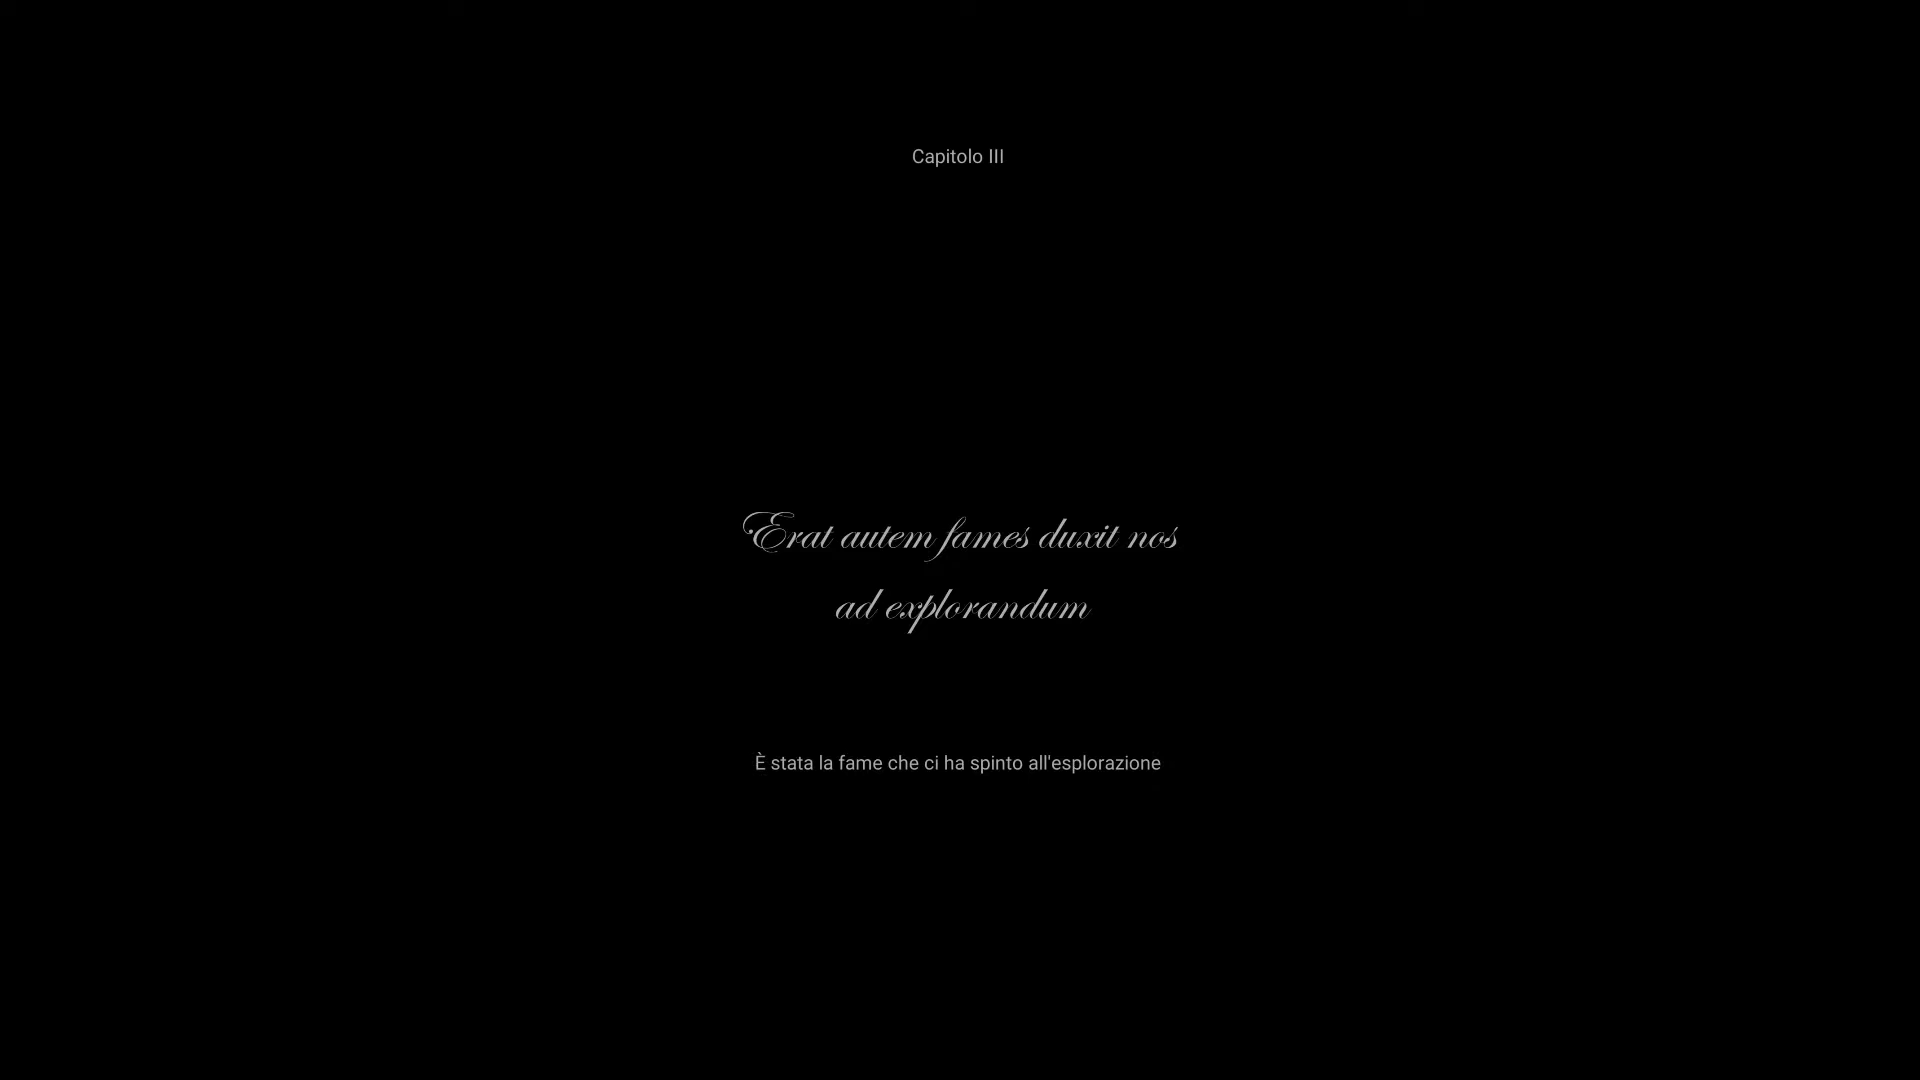 Capitolo III
Erat autem fames duxit nos
ad explorandum
È stata la fame che ci ha spinto all'esplorazione